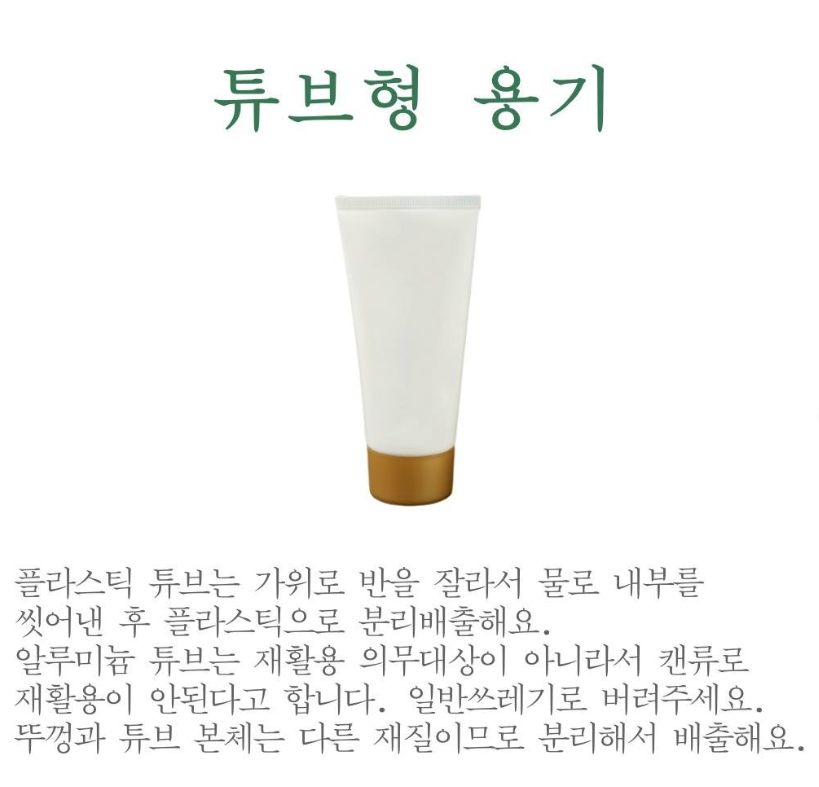 튜브형 용기
플라스틱 튜브는 가위로 반을 잘라서 물로 내부를
씻어낸 후 플라스틱으로 분리배출해요.
알루미늄 튜브는 재활용 의무대상이 아니라서 캔류로
재활용이 안된다고 합니다. 일반쓰레기로 버려주세요.
뚜껑과 튜브 본체는 다른 재질이므로 분리해서 배출해요.